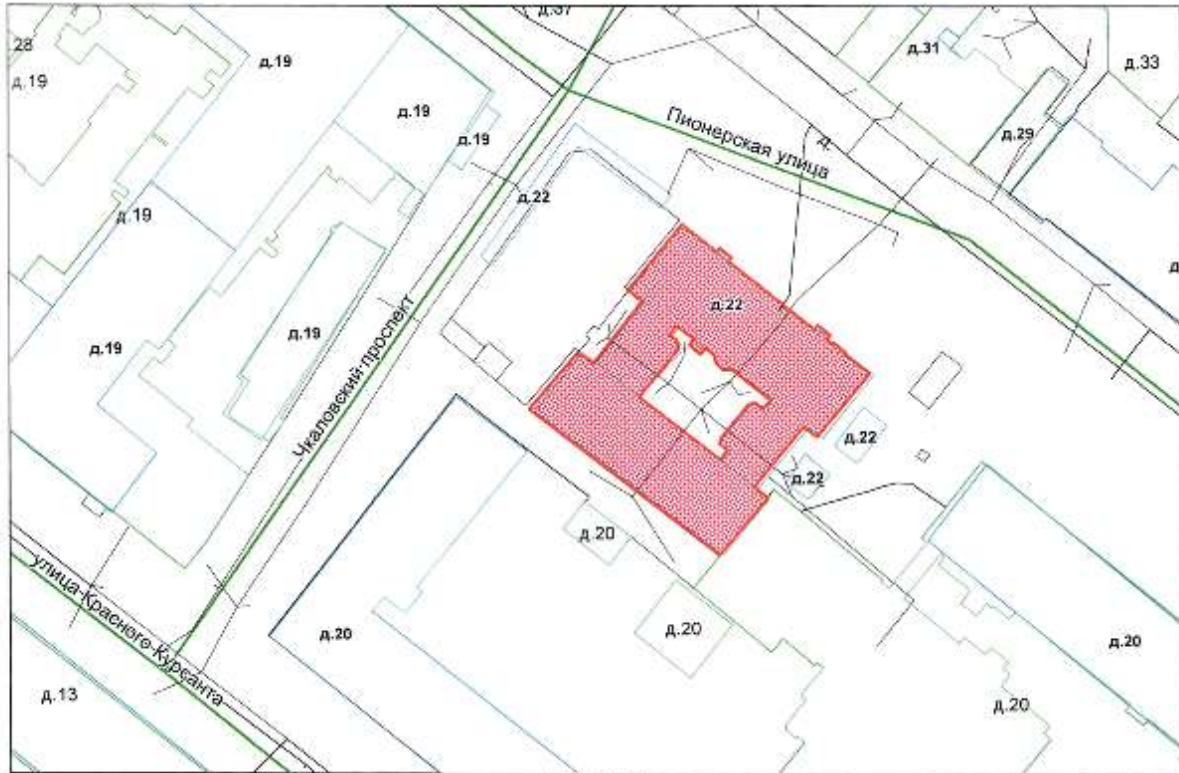 д.37
28
д.19
д.19
д.19
д.19
д.31
д.33
д.29
Пионерская улица
д.
д.22
д.19
д.22
д.19
д.19
Чкаловский проспект
д.22
д.22
д.20
д.20
д.20
д.20
д.20
улица Красного Курсанта
д.13